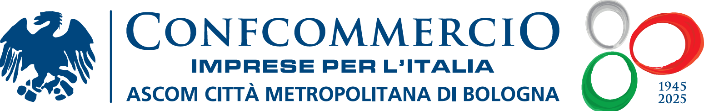 CONFCOMMERCIO
IMPRESE PER L'ITALIA
ASCOM CITTÀ METROPOLITANA DI BOLOGNA
1945
2025